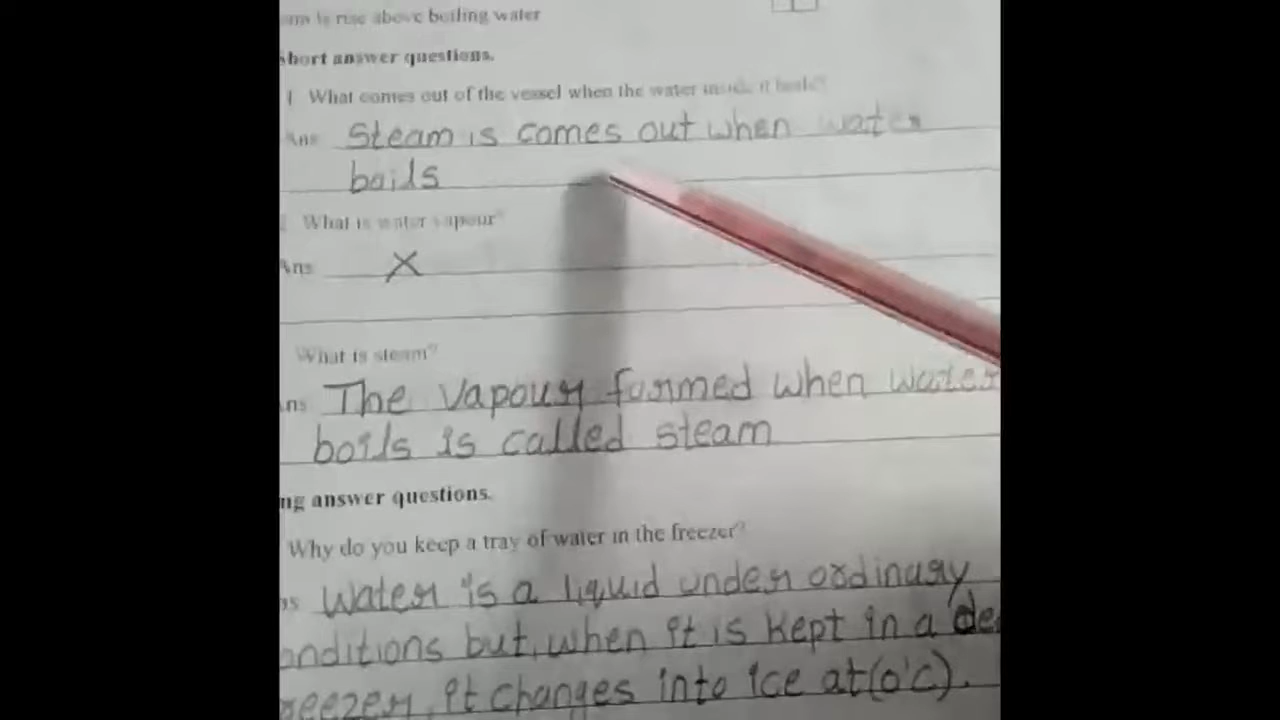 is rise above boiling water
short answer questions.
1 What comes out of the vessel when the water inside it boils?
Ans Steam is comes out when water
boils
What is water vapour?
Ans X
What is steam?
ns The vapour formed when water
boils is called steam
ng answer questions.
Why do you keep a tray of water in the freezer?
ns Water is a liquid under ordinary
onditions but, when it is kept in a dee
reezer, it changes into ice at (0°c).